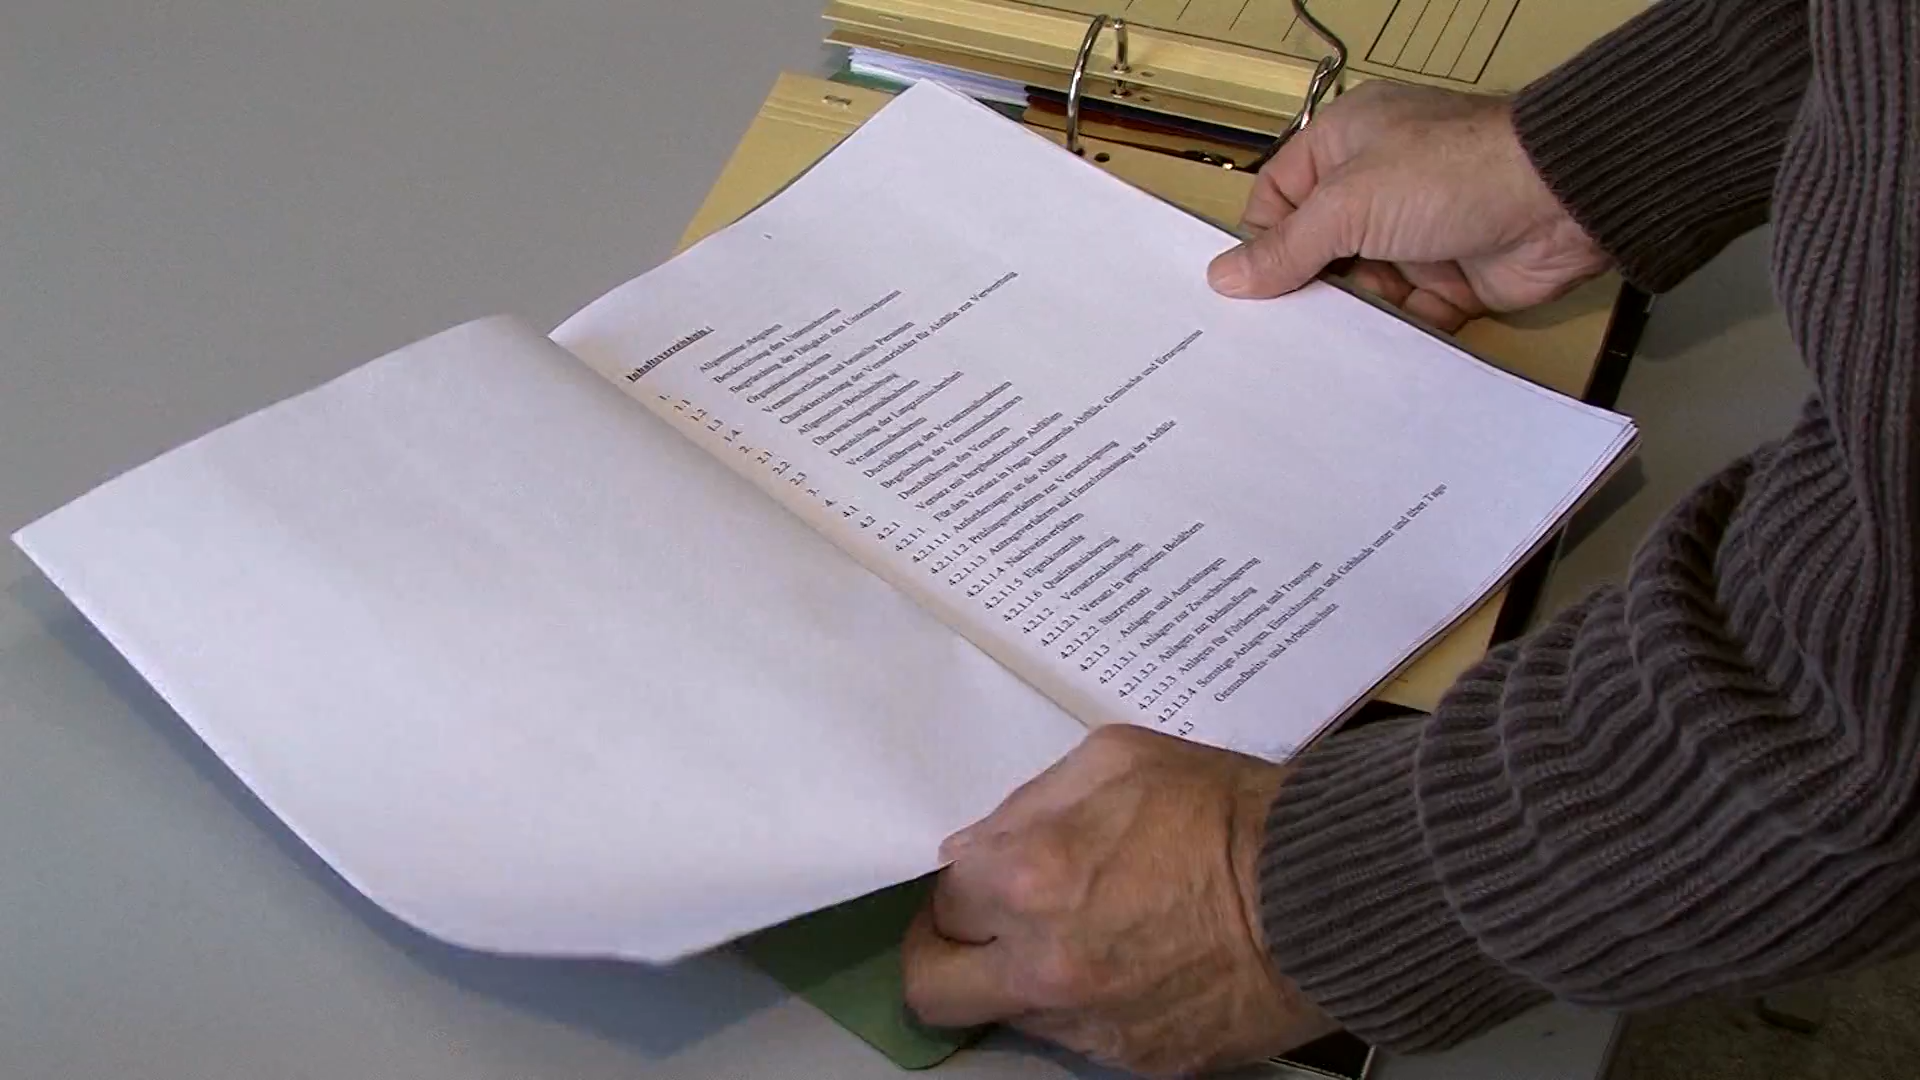 Inhaltsverzeichnis :
1. Allgemeine Angaben
1.1 Beschreibung des Unternehmens
1.2 Begründung der Tätigkeit des Unternehmens
1.3 Organisationsschema
1.4. Verantwortliche und bestellte Personen
2. Charakterisierung der Versatzfelder für Abfälle zur Verwertung
2.1 Allgemeine Beschreibung
2.2 Überwachungsmaßnahmen
2.3 Darstellung der Langzeitsicherheit
3. Versatzmaßnahmen
4. Durchführung der Versatzmaßnahmen
4.1 Begründung der Versatzmaßnahmen
4.2 Durchführung des Versatzes
4.2.1 Versatz mit bergbaufremden Abfällen
4.2.1.1 Für den Versatz in Frage kommende Abfälle, Gemische und Erzeugnisse
4.2.1.1.1 Anforderungen an die Abfälle
4.2.1.1.2 Prüfungsverfahren zur Versatzeignung
4.2.1.1.3 Antragsverfahren auf Einzelzulassung der Abfälle
4.2.1.1.4 Nachweisverfahren
4.2.1.1.5 Eigenkontrolle
4.2.1.1.6 Qualitätssicherung
4.2.1.2 Versatztechnologien
4.2.1.2.1 Versatz in geeigneten Behältern
4.2.1.2.2 Sturzversatz
4.2.1.3 Anlagen und Ausrüstungen
4.2.1.3.1 Anlagen zur Zwischenlagerung
4.2.1.3.2 Anlagen zur Behandlung
4.2.1.3.3 Anlagen für Förderung und Transport
4.2.1.3.4 Sonstige Anlagen, Einrichtungen und Gebäude unter und über Tage
4.3 Gesundheits- und Arbeitsschutz